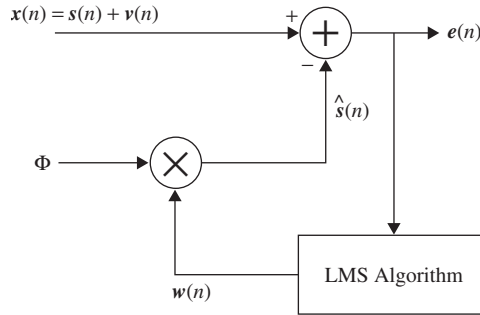 x(n) = s(n) + v(n)
+
e(n)
−
ŝ(n)
Φ
LMS Algorithm
w(n)